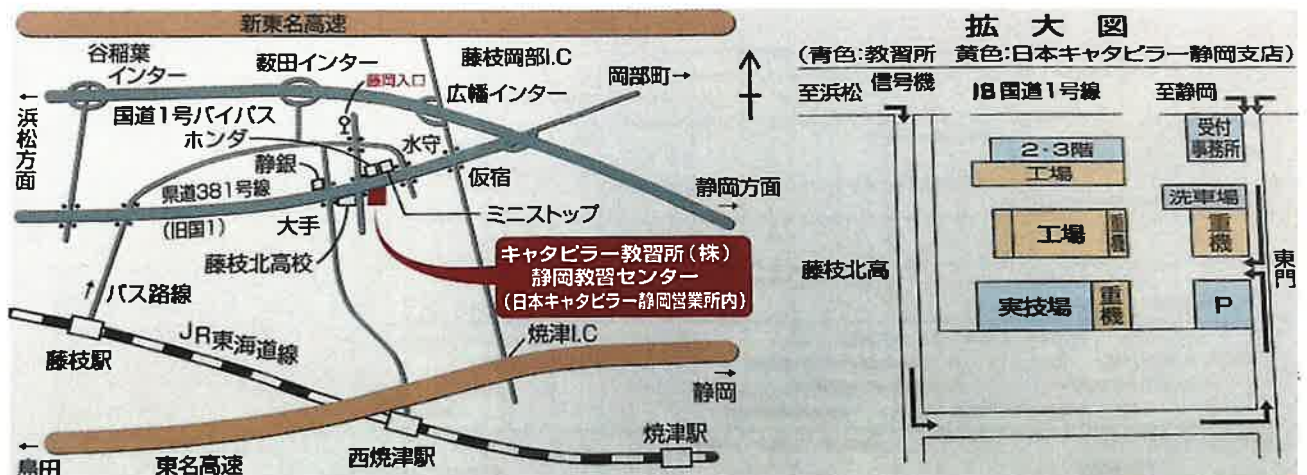 新東名高速
谷稲葉
インター
薮田インター
藤岡入口
藤枝岡部I.C
岡部町→
広幡インター
←浜松方面
国道1号バイパス
ホンダ
水守
静銀
仮宿
県道381号線
(旧国1)
大手
ミニストップ
静岡方面
→
藤枝北高校
キャタピラー教習所(株)
静岡教習センター
(日本キャタピラー静岡営業所内)
↑バス路線
JR東海道線
藤枝駅
焼津I.C
→
静岡
←
島田
東名高速
西焼津駅
焼津駅
拡大図
(青色:教習所 黄色:日本キャタピラー静岡支店)
至浜松
信号機
旧国道1号線
至静岡
2・3階
工場
受付
事務所
洗車場
工場
重機
重機
藤枝北高
東門
実技場
重機
P